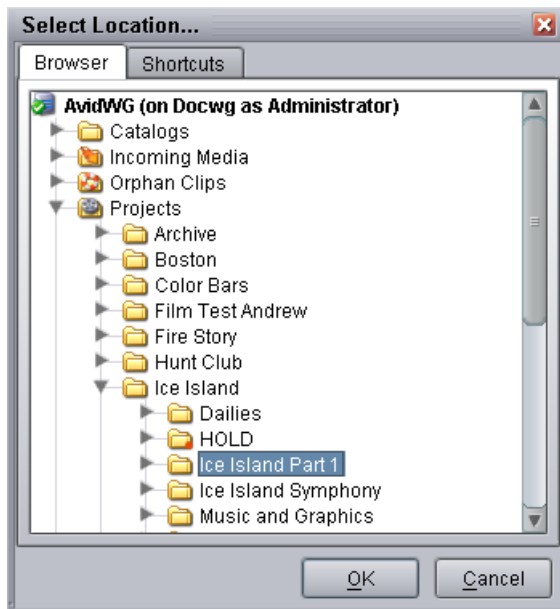 Select Location...
Browser Shortcuts
AvidWG (on Docwg as Administrator)
Catalogs
Incoming Media
Orphan Clips
Projects
Archive
Boston
Color Bars
Film Test Andrew
Fire Story
Hunt Club
Ice Island
Dailies
HOLD
Ice Island Part 1
Ice Island Symphony
Music and Graphics
OK Cancel